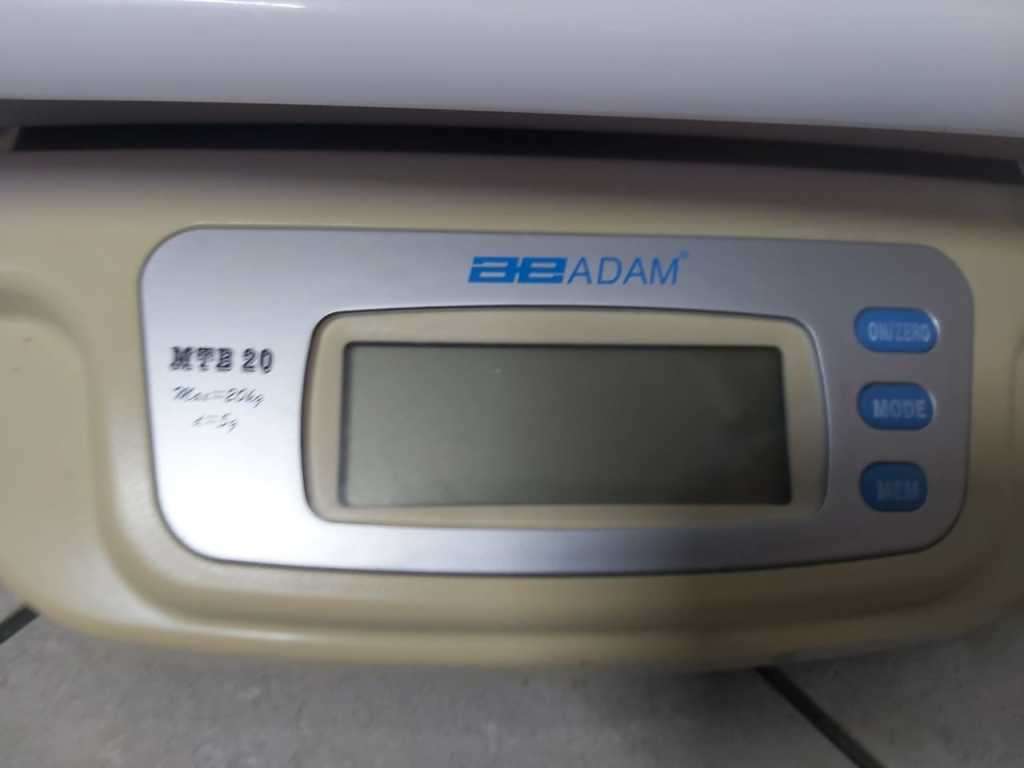 ae ADAM®
MTB 20
Max=20kg
d=5g
ON/ZERO
MODE
MEM